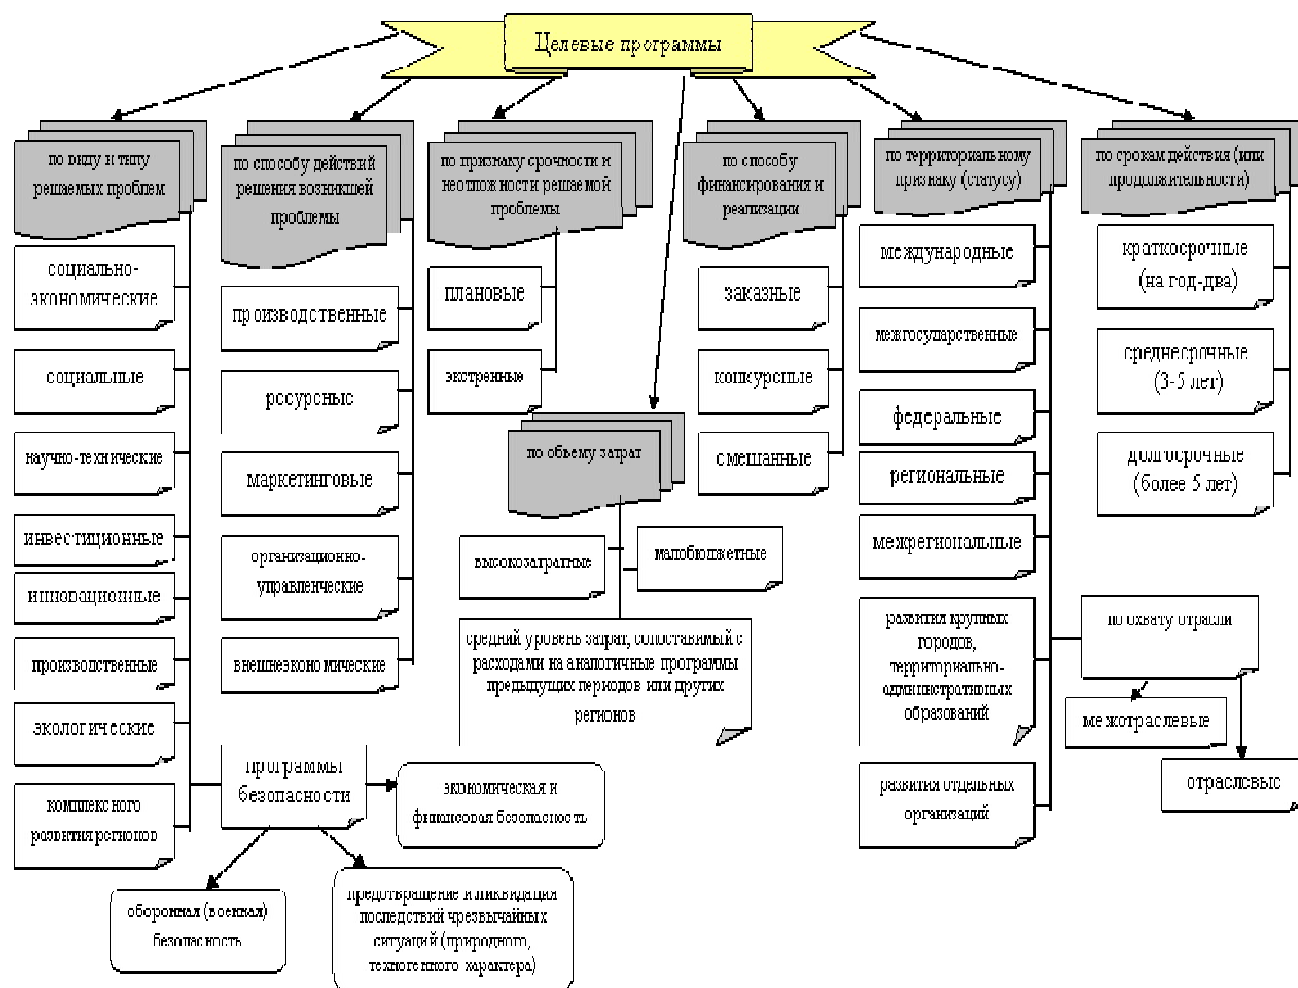 Целевые программы
по виду и типу
решаемых проблем
социально-
экономические
социальные
научно-технические
инвестиционные
инновационные
производственные
экологические
комплексного
развития регионов
программы
безопасности
экономическая и
финансовая безопасность
оборонная (военная)
безопасность
предотвращение и ликвидация
последствий чрезвычайных
ситуаций (природного,
техногенного характера)
по способу действий
решения возникшей
проблемы
производственные
ресурсные
маркетинговые
организационно-
управленческие
внешнеэкономические
по признаку срочности и
неотложности решаемой
проблемы
плановые
экстренные
по объему затрат
высокозатратные
малобюджетные
средний уровень затрат, сопоставимый с
расходами на аналогичные программы
предыдущих периодов или других
регионов
по способу
финансирования и
реализации
заказные
конкурсные
смешанные
по территориальному
признаку (статусу)
международные
межгосударственные
федеральные
региональные
межрегиональные
развития крупных
городов,
территориально-
административных
образований
развития отдельных
организаций
по охвату отрасли
межотраслевые
отраслевые
по срокам действия (или
продолжительности)
краткосрочные
(на год-два)
среднесрочные
(3-5 лет)
долгосрочные
(более 5 лет)